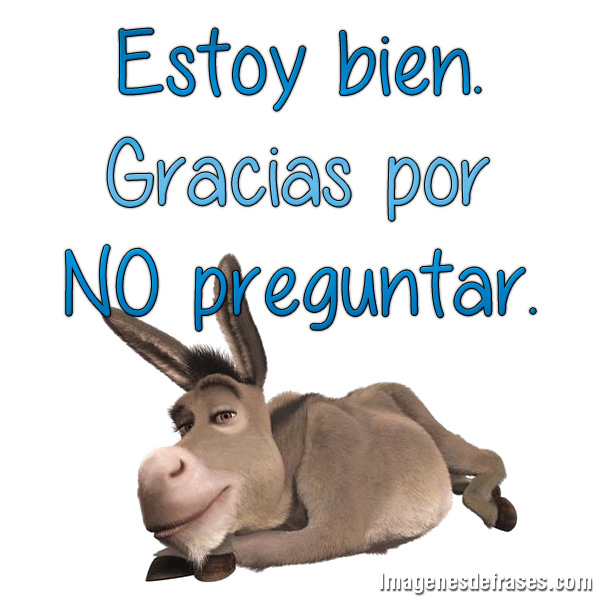 Estoy bien.
Gracias por
NO preguntar.
Imagenesdefrases.com